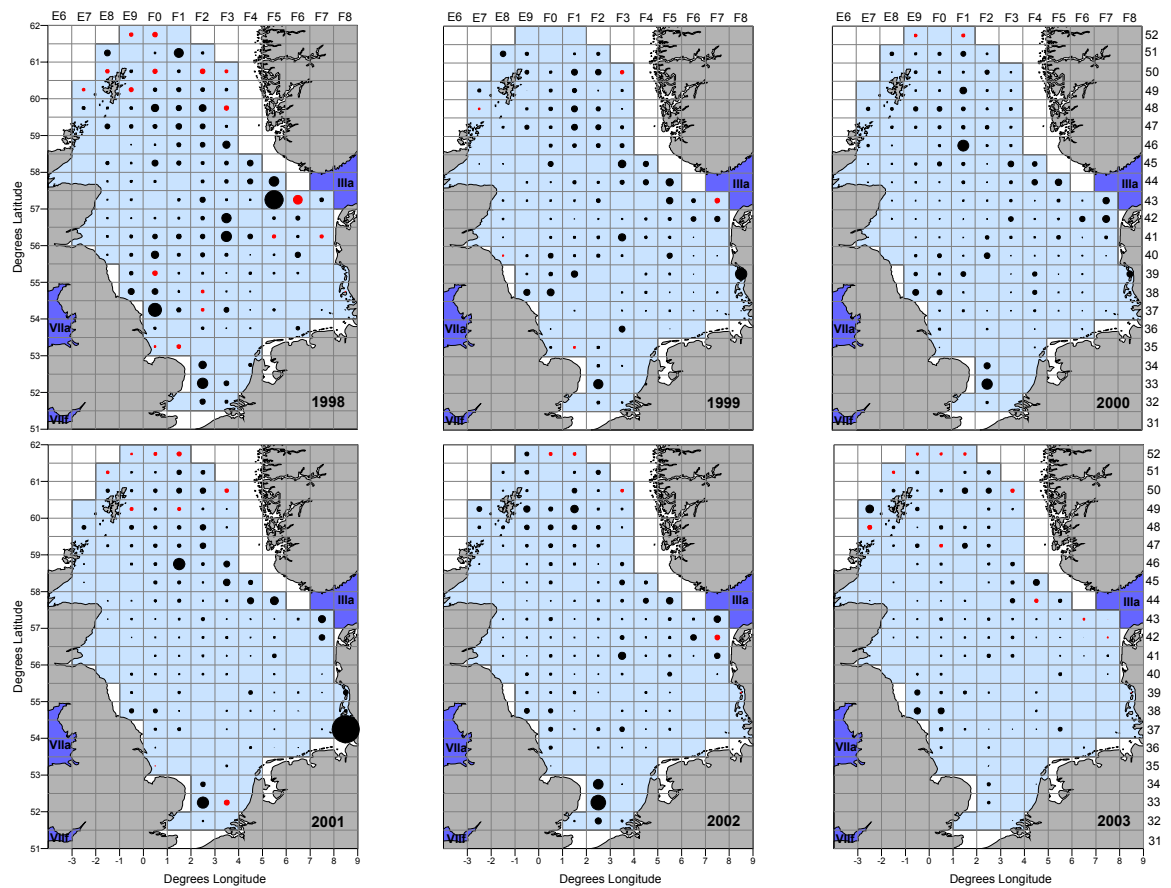 E6 E7 E8 E9 F0 F1 F2 F3 F4 F5 F6 F7 F8
E6 E7 E8 E9 F0 F1 F2 F3 F4 F5 F6 F7 F8
E6 E7 E8 E9 F0 F1 F2 F3 F4 F5 F6 F7 F8
62
61
60
59
58
57
56
55
54
53
52
51
Degrees Latitude
IIIa
VIIa
VIIf
1998
IIIa
VIIa
VIIf
1999
IIIa
VIIa
VIIf
2000
52
51
50
49
48
47
46
45
44
43
42
41
40
39
38
37
36
35
34
33
32
31
62
61
60
59
58
57
56
55
54
53
52
51
Degrees Latitude
IIIa
VIIa
VIIf
2001
IIIa
VIIa
VIIf
2002
IIIa
VIIa
VIIf
2003
52
51
50
49
48
47
46
45
44
43
42
41
40
39
38
37
36
35
34
33
32
31
-3 -2 -1 0 1 2 3 4 5 6 7 8 9
-3 -2 -1 0 1 2 3 4 5 6 7 8 9
-3 -2 -1 0 1 2 3 4 5 6 7 8 9
Degrees Longitude
Degrees Longitude
Degrees Longitude